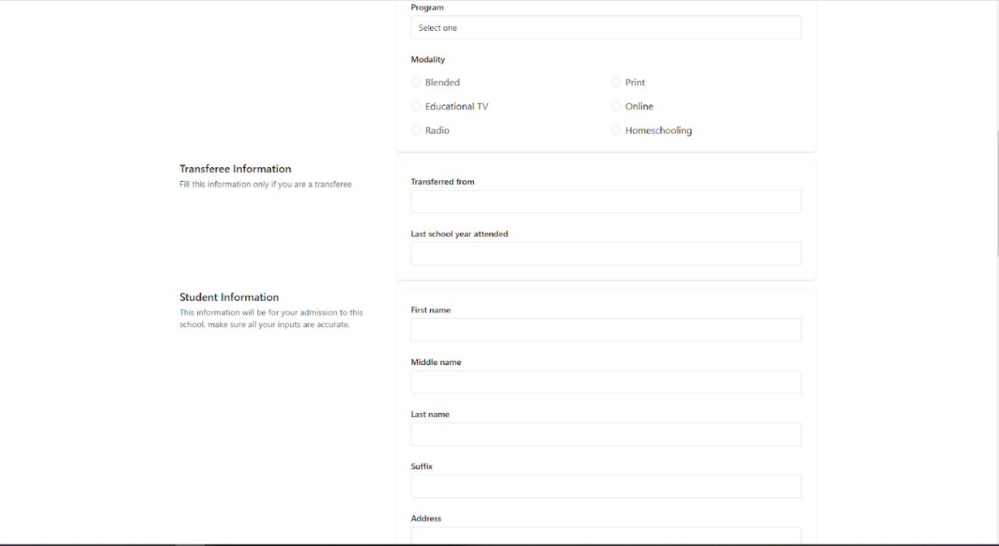 Program
Select one
Modality
Blended
Print
Educational TV
Online
Radio
Homeschooling
Transferee Information
Fill this information only if you are a transferee
Transferred from
Last school year attended
Student Information
This information will be for your admission to this
school, make sure all your inputs are accurate.
First name
Middle name
Last name
Suffix
Address